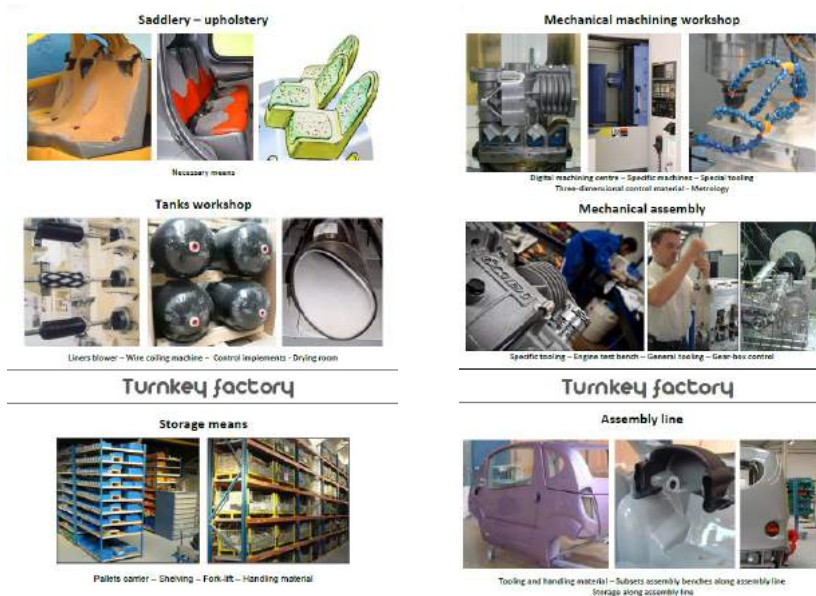 Saddlery – upholstery
Necessary means
Tanks workshop
Liners blower – Wire coiling machine – Control implements - Drying room
Turnkey factory
Storage means
Pallets carrier – Shelving – Fork-lift – Handling material
Mechanical machining workshop
Digital machining centre – Specific machines – Special tooling
Three-dimensional control material - Metrology
Mechanical assembly
Specific tooling – Engine test bench – General tooling – Gear-box control
Turnkey factory
Assembly line
Tooling and handling material – Subsets assembly benches along assembly line
Storage along assembly line